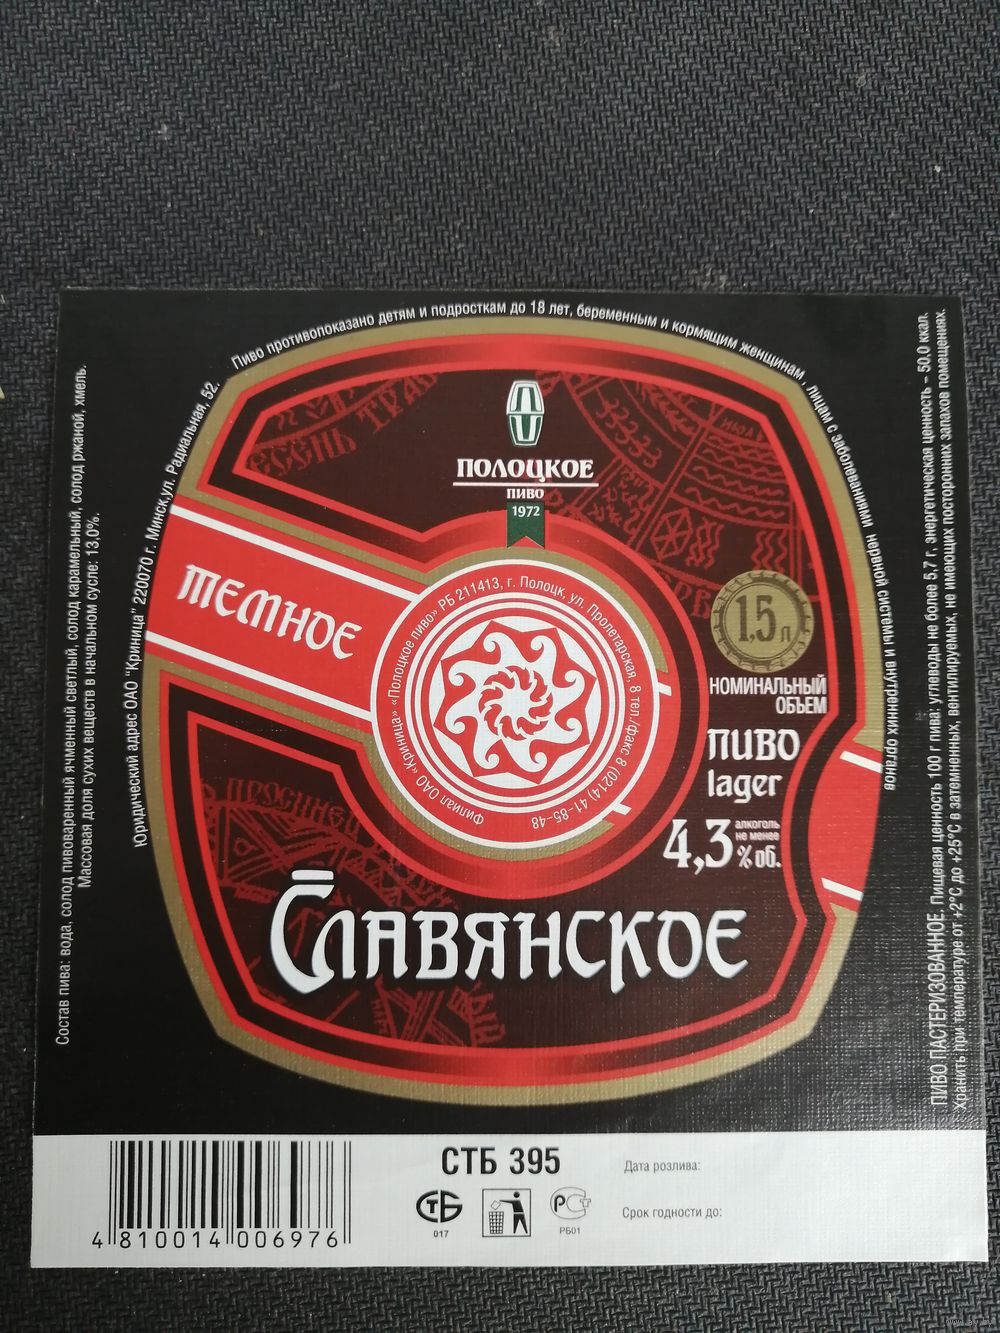 Состав пива: вода, солод пивоваренный ячменный светлый, солод карамельный, солод ржаной, хмель.
Массовая доля сухих веществ в начальном сусле: 13,0%.
Юридический адрес ОАО "Криница" 220070 г. Минск,ул. Радиальная, 52.
Пиво противопоказано детям и подросткам до 18 лет, беременным и кормящим женщинам , лицам с заболеваниями нервной системы и внутренних органов
ПОЛОЦКОЕ
ПИВО
1972
ТЕМНОЕ
Филиал ОАО «Криница» «Полоцкое пиво» РБ 211413, г. Полоцк, ул. Пролетарская, 8 тел/факс 8 (0214) 41-85-48
1,5 л
НОМИНАЛЬНЫЙ
ОБЪЕМ
ПИВО
lager
4,3 алкоголь
не менее
% об.
СЛАВЯНСКОЕ
ПРОСИНЕЦ
ПИВО ПАСТЕРИЗОВАННОЕ. Пищевая ценность 100 г пива: углеводы не более 5,7 г, энергетическая ценность – 50,0 ккал.
Хранить при температуре от +2°С до +25°С в затемненных, вентилируемых, не имеющих посторонних запахов помещениях.
4 810014 006976
СТБ 395
СТБ
017
РСТ
РБ01
Дата розлива:
Срок годности до:
www.ay.by